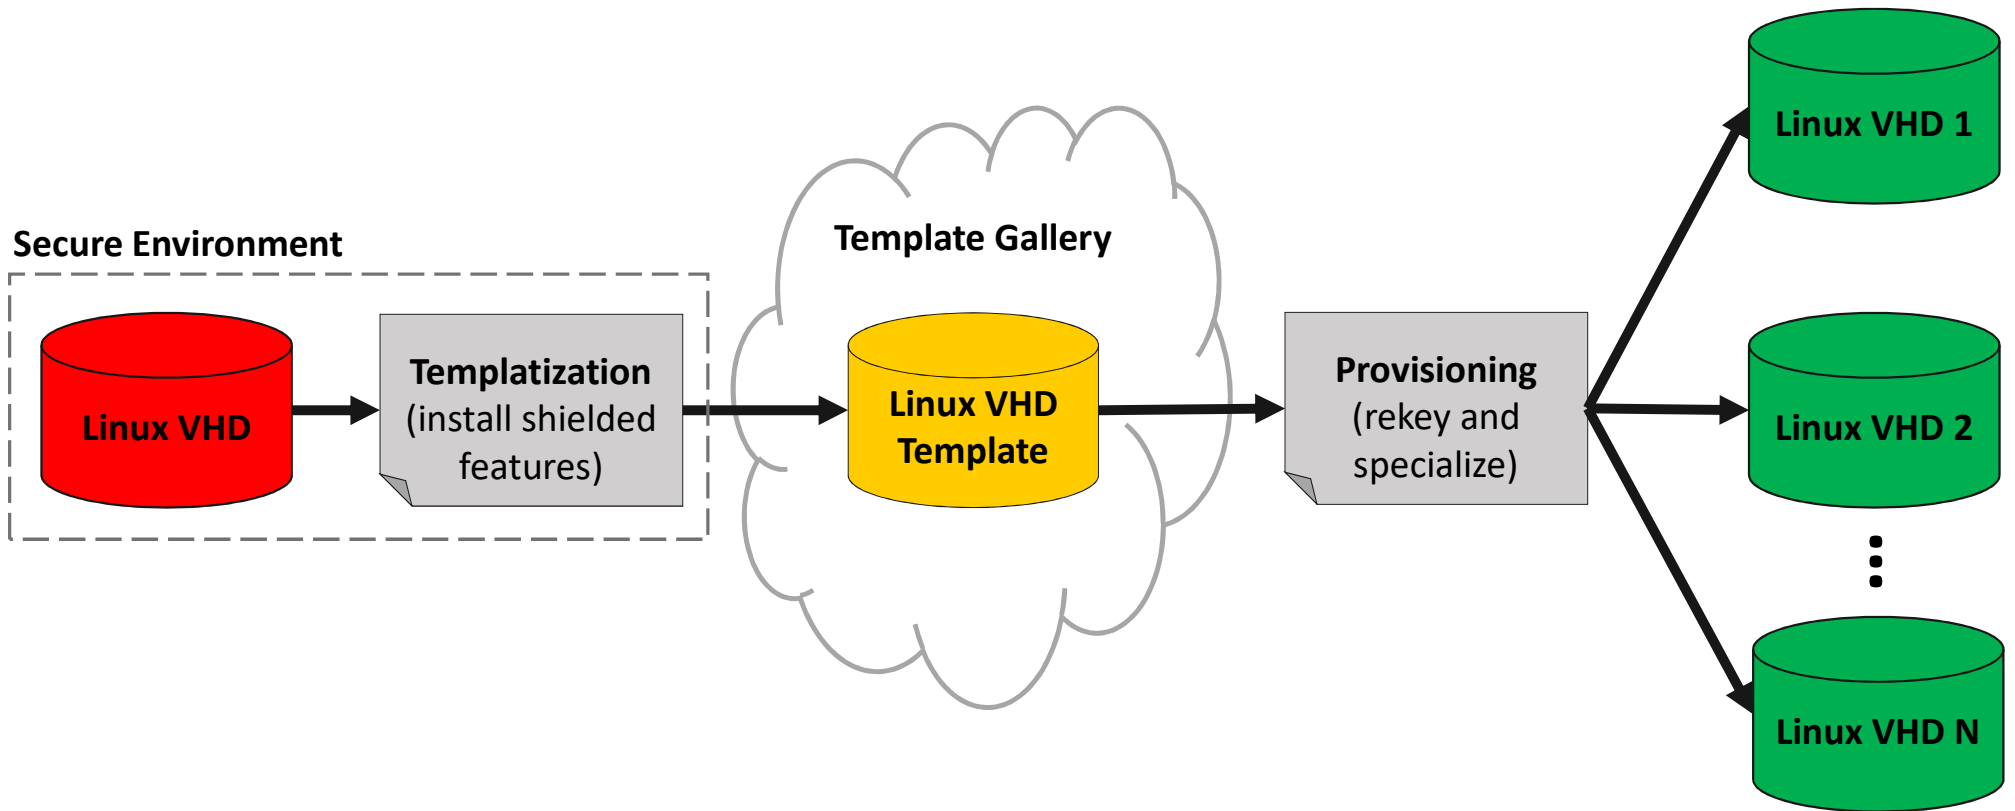 Secure Environment
Linux VHD
Templatization
(install shielded
features)
Template Gallery
Linux VHD
Template
Provisioning
(rekey and
specialize)
Linux VHD 1
Linux VHD 2
Linux VHD N